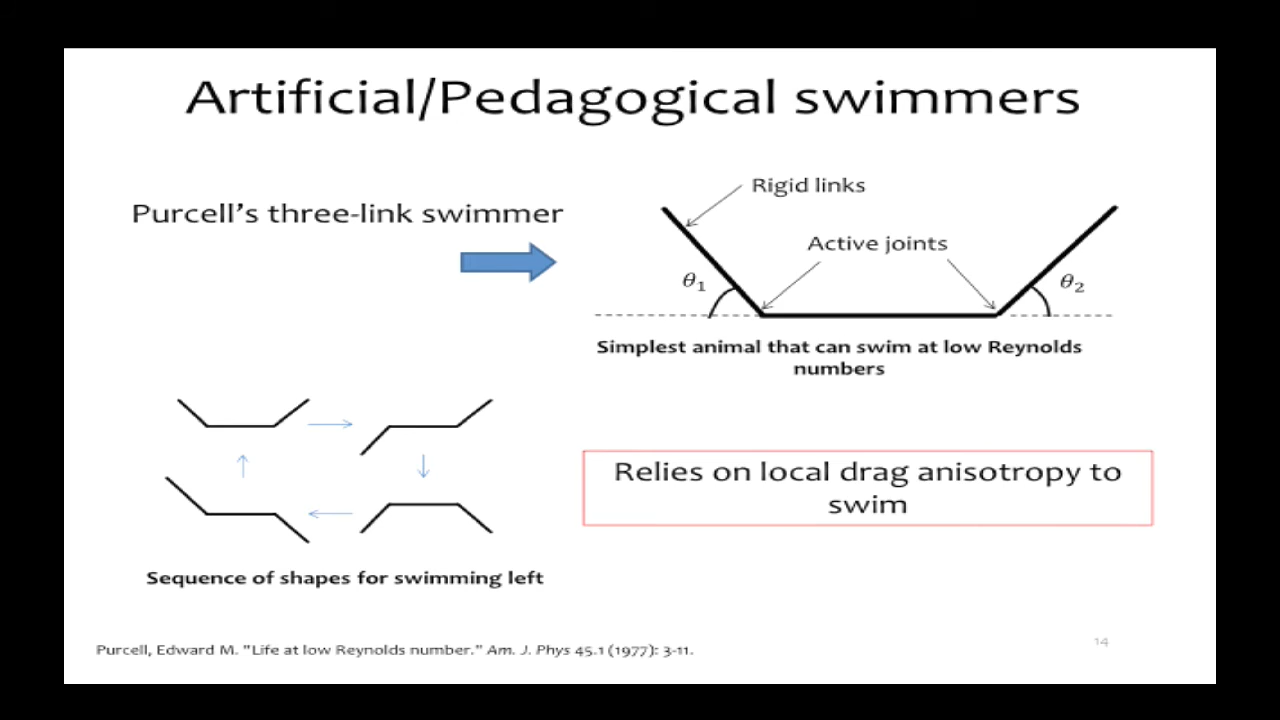 Artificial/Pedagogical swimmers
Purcell's three-link swimmer
Rigid links
Active joints
θ₁
θ₂
Simplest animal that can swim at low Reynolds
numbers
Relies on local drag anisotropy to
swim
Sequence of shapes for swimming left
Purcell, Edward M. "Life at low Reynolds number." Am. J. Phys 45.1 (1977): 3-11.
14